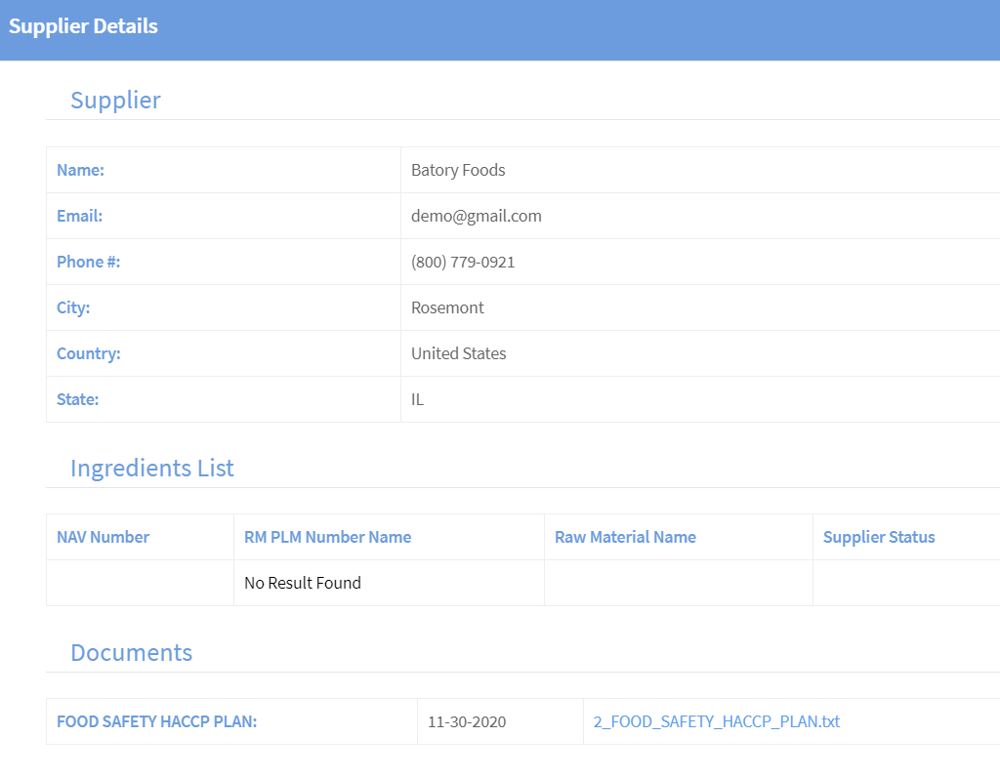 Supplier Details
Supplier
Name: Batory Foods
Email: demo@gmail.com
Phone #: (800) 779-0921
City: Rosemont
Country: United States
State: IL
Ingredients List
NAV Number RM PLM Number Name Raw Material Name Supplier Status
No Result Found
Documents
FOOD SAFETY HACCP PLAN: 11-30-2020 2_FOOD_SAFETY_HACCP_PLAN.txt